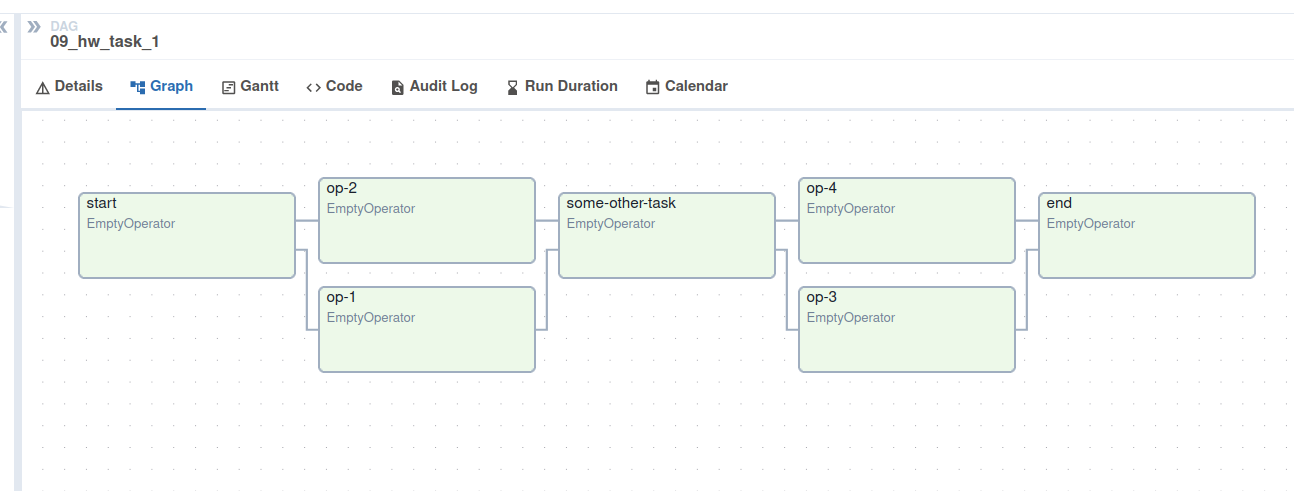 DAG
09_hw_task_1
Details
Graph
Gantt
Code
Audit Log
Run Duration
Calendar
start
EmptyOperator
op-2
EmptyOperator
op-1
EmptyOperator
some-other-task
EmptyOperator
op-4
EmptyOperator
op-3
EmptyOperator
end
EmptyOperator